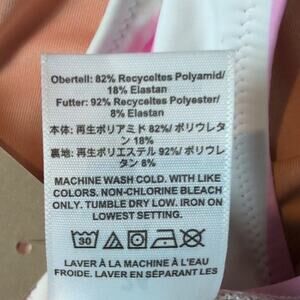 Obertell: 82% Recyceltes Polyamid/
18% Elastan
Futter: 92% Recyceltes Polyester/
8% Elastan
本体: 再生ポリアミド 82%/ ポリウレ
タン 18%
裏地: 再生ポリエステル 92%/ ポリウレ
タン 8%
MACHINE WASH COLD. WITH LIKE
COLORS. NON-CHLORINE BLEACH
ONLY. TUMBLE DRY LOW. IRON ON
LOWEST SETTING.
30
LAVER À LA MACHINE À L'EAU
FROIDE. LAVER EN SÉPARANT LES